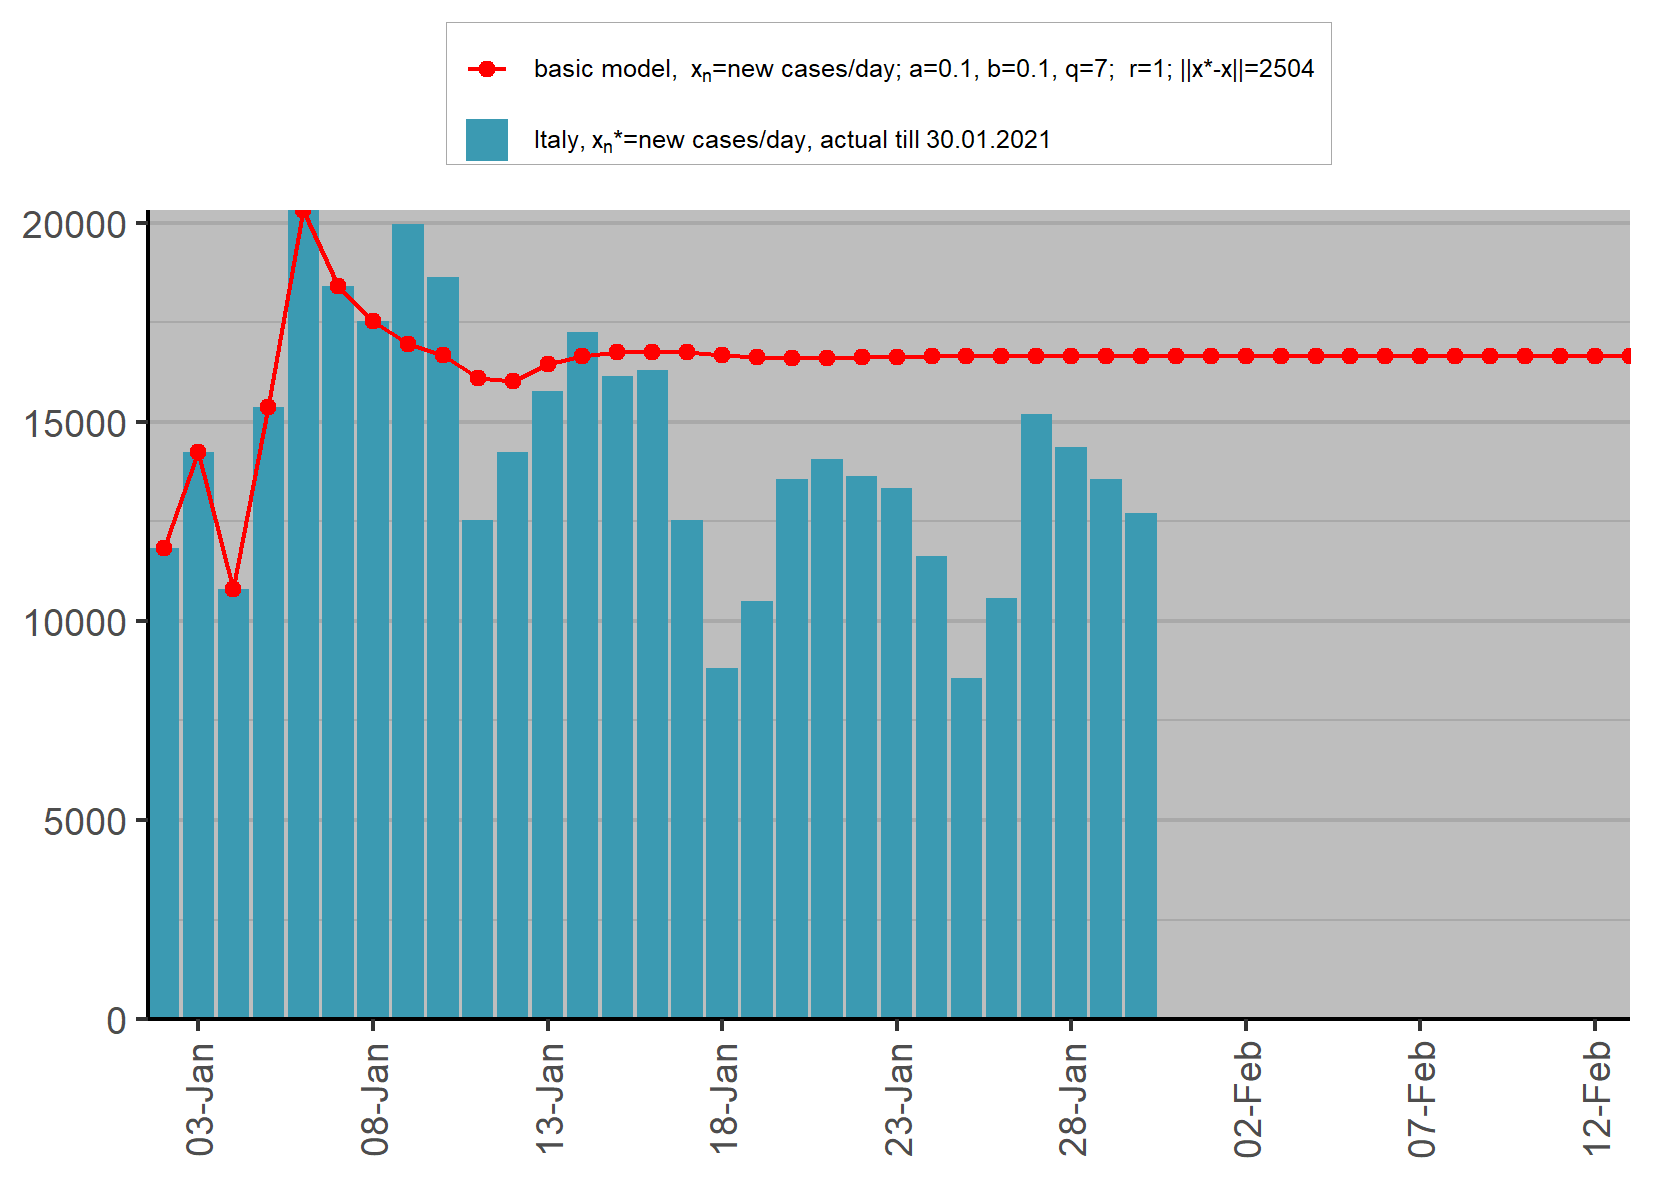 basic model, xn=new cases/day; a=0.1, b=0.1, q=7; r=1; ||x*-x||=2504
Italy, xn*=new cases/day, actual till 30.01.2021
20000
15000
10000
5000
0
03-Jan
08-Jan
13-Jan
18-Jan
23-Jan
28-Jan
02-Feb
07-Feb
12-Feb